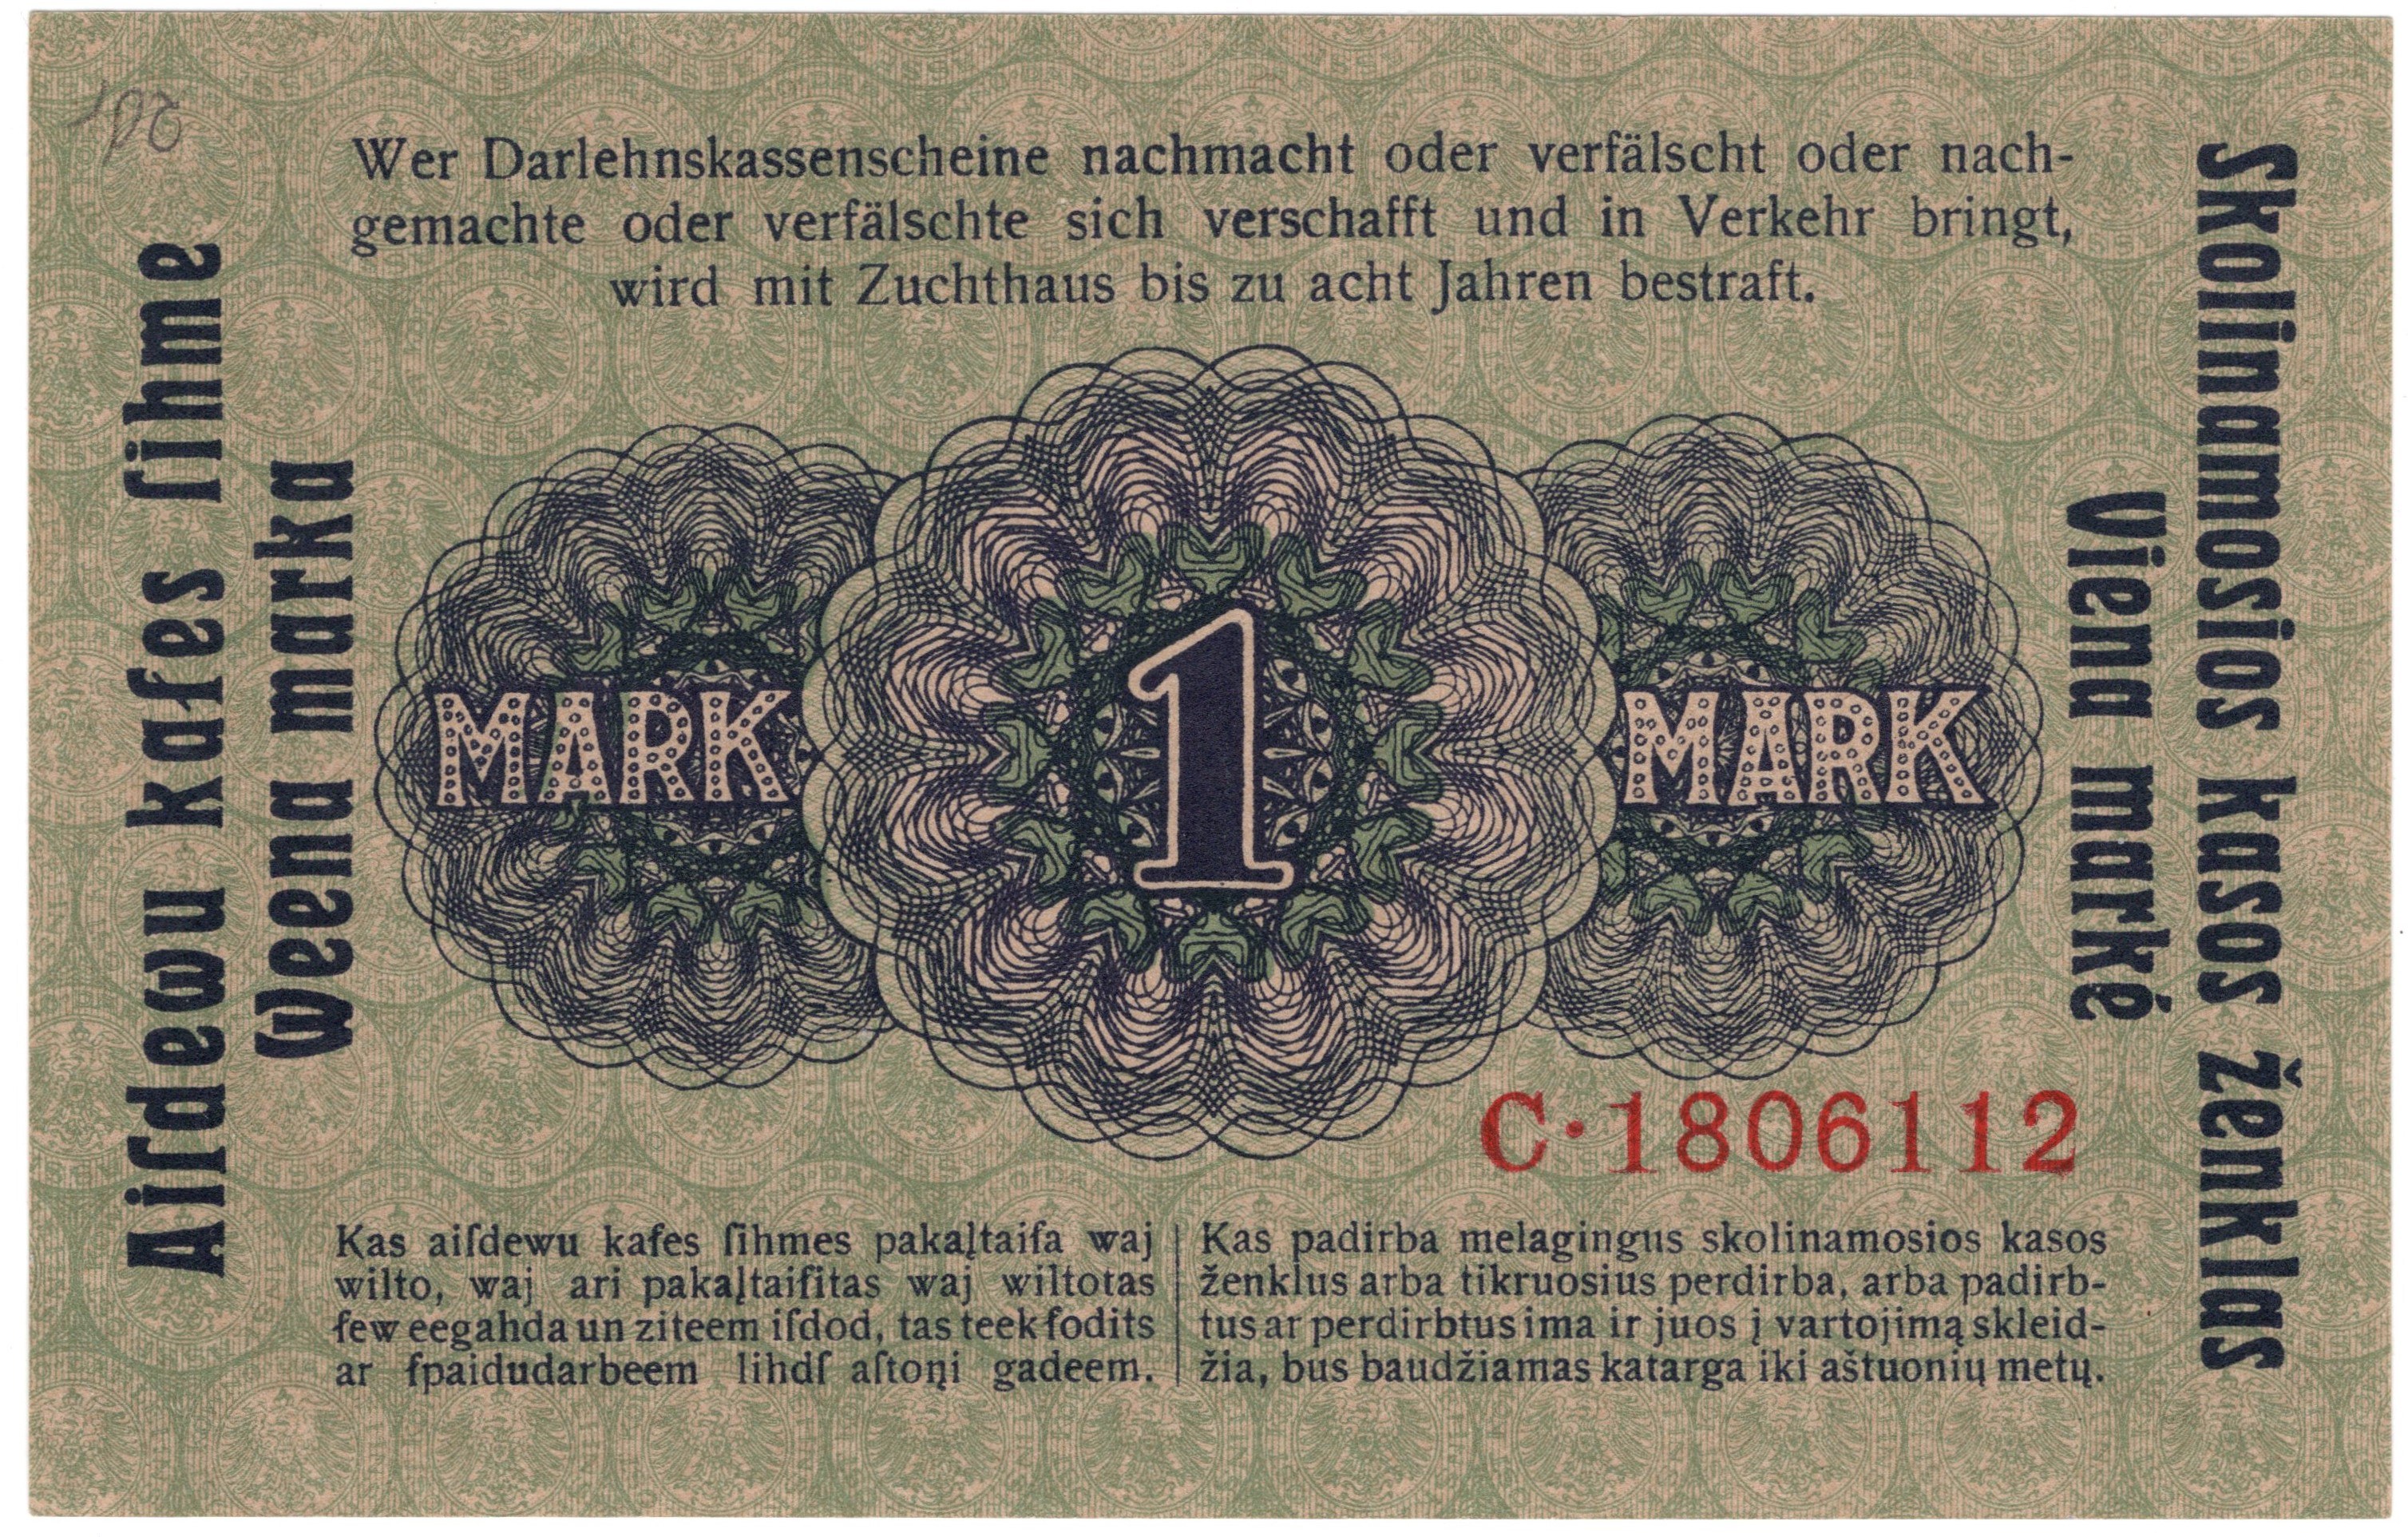 Wer Darlehnskassenscheine nachmacht oder verfälscht oder nach-
gemachte oder verfälschte sich verschafft und in Verkehr bringt,
wird mit Zuchthaus bis zu acht Jahren bestraft.
Aiſdewu kaſes ſihme
Weena marka
MARK
1
MARK
Viena markė
Skolinamosios kasos ženklas
C·1806112
Kas aiſdewu kaſes ſihmes pakaļtaiſa waj
wilto, waj ari pakaļtaiſitas waj wiltotas
ſew eegahda un ziteem iſdod, tas teek ſodits
ar ſpaidudarbeem lihdſ aſtoņi gadeem.
Kas padirba melagingus skolinamosios kasos
ženklus arba tikruosius perdirba, arba padirb-
tus ar perdirbtus ima ir juos į vartojimą skleid-
žia, bus baudžiamas katarga iki aštuonių metų.